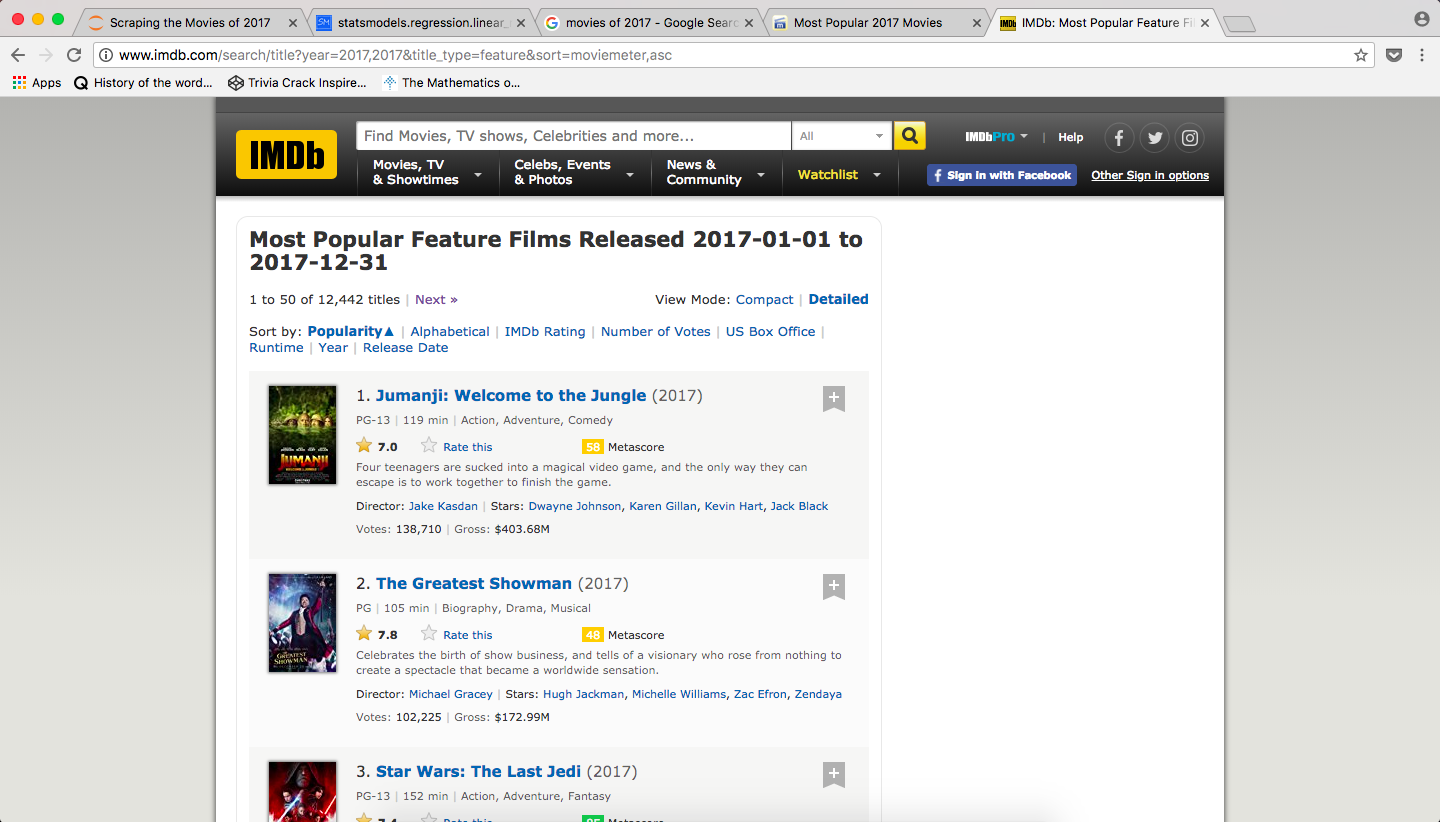 Scraping the Movies of 2017
statsmodels.regression.linear_
movies of 2017 - Google Searc
Most Popular 2017 Movies
IMDb: Most Popular Feature Fi
www.imdb.com/search/title?year=2017,2017&title_type=feature&sort=moviemeter,asc
Apps History of the word... Trivia Crack Inspire... The Mathematics o...
IMDb
Find Movies, TV shows, Celebrities and more...
All
IMDbPro | Help
Movies, TV
& Showtimes
Celebs, Events
& Photos
News &
Community
Watchlist
Sign in with Facebook
Other Sign in options
Most Popular Feature Films Released 2017-01-01 to
2017-12-31
1 to 50 of 12,442 titles | Next »
View Mode: Compact | Detailed
Sort by: Popularity▲ | Alphabetical | IMDb Rating | Number of Votes | US Box Office |
Runtime | Year | Release Date
JUMANJI
1. Jumanji: Welcome to the Jungle (2017)
PG-13 | 119 min | Action, Adventure, Comedy
7.0 Rate this 58 Metascore
Four teenagers are sucked into a magical video game, and the only way they can
escape is to work together to finish the game.
Director: Jake Kasdan | Stars: Dwayne Johnson, Karen Gillan, Kevin Hart, Jack Black
Votes: 138,710 | Gross: $403.68M
GREATEST
SHOWMAN
2. The Greatest Showman (2017)
PG | 105 min | Biography, Drama, Musical
7.8 Rate this 48 Metascore
Celebrates the birth of show business, and tells of a visionary who rose from nothing to
create a spectacle that became a worldwide sensation.
Director: Michael Gracey | Stars: Hugh Jackman, Michelle Williams, Zac Efron, Zendaya
Votes: 102,225 | Gross: $172.99M
3. Star Wars: The Last Jedi (2017)
PG-13 | 152 min | Action, Adventure, Fantasy
Rate this Metascore